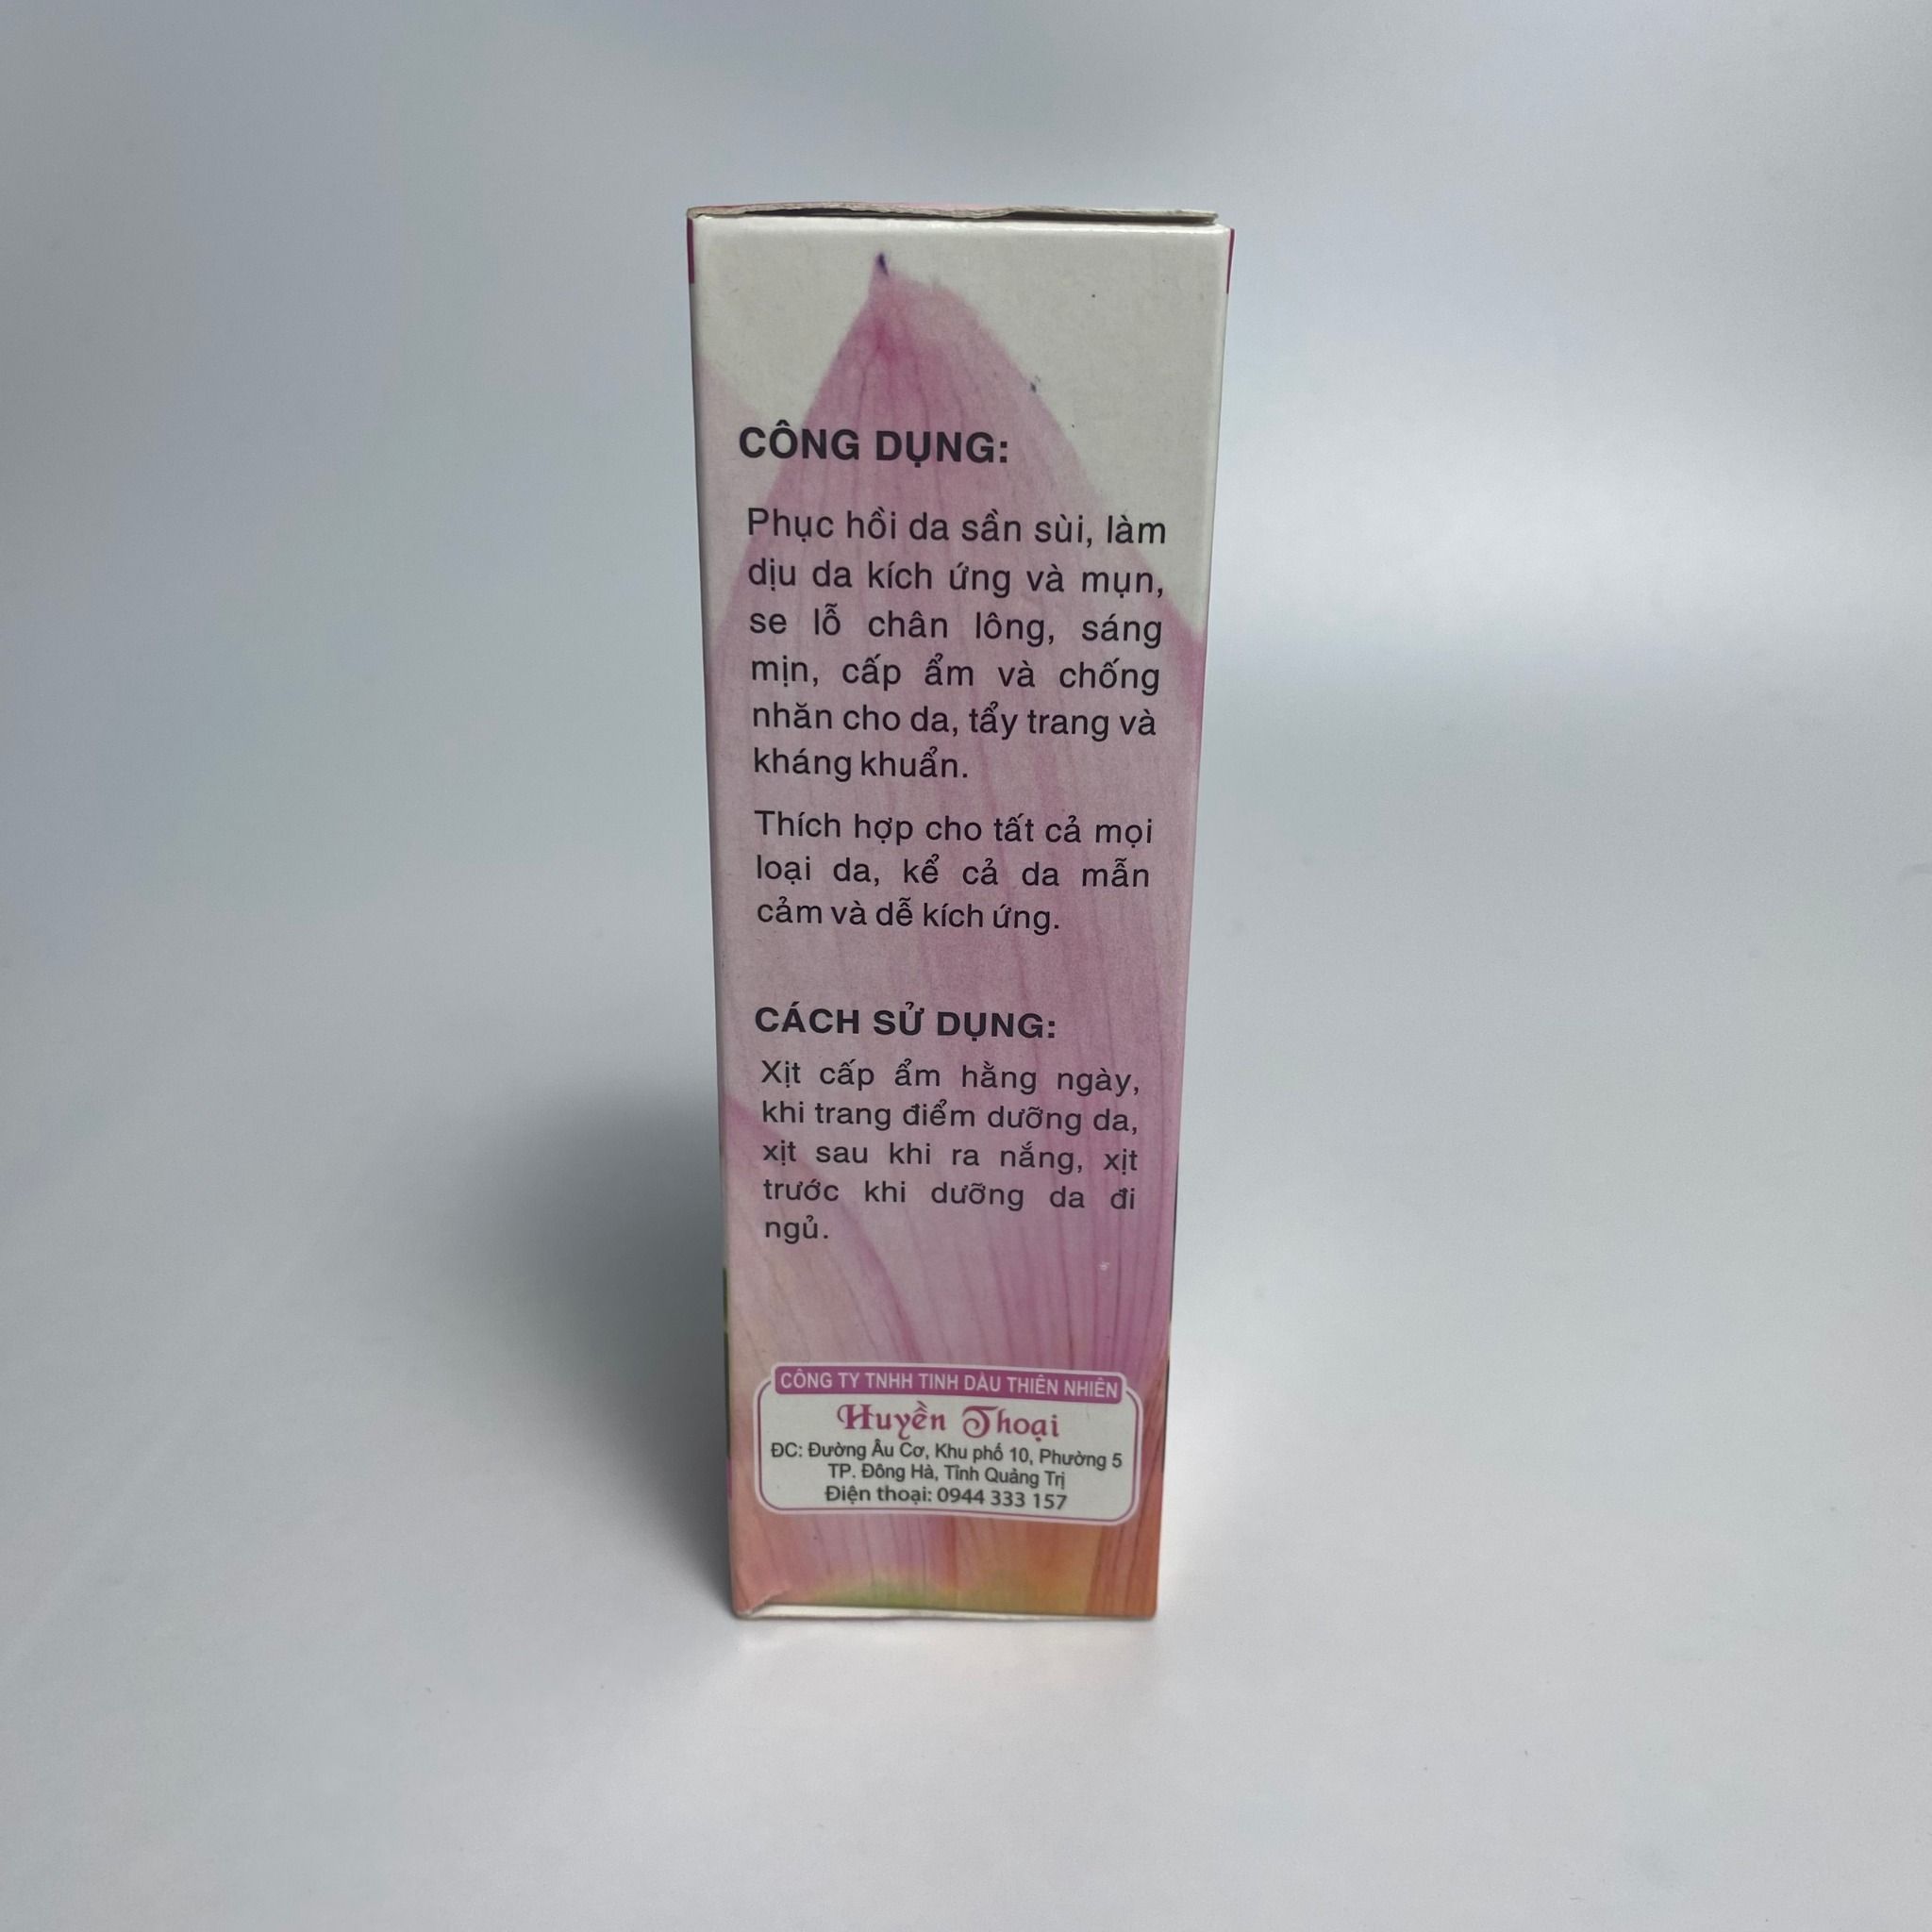 CÔNG DỤNG:
Phục hồi da sần sùi, làm
dịu da kích ứng và mụn,
se lỗ chân lông, sáng
mịn, cấp ẩm và chống
nhăn cho da, tẩy trang và
kháng khuẩn.
Thích hợp cho tất cả mọi
loại da, kể cả da mẫn
cảm và dễ kích ứng.
CÁCH SỬ DỤNG:
Xịt cấp ẩm hằng ngày,
khi trang điểm dưỡng da,
xịt sau khi ra nắng, xịt
trước khi dưỡng da đi
ngủ.
CÔNG TY TNHH TINH DẦU THIÊN NHIÊN
Huyền Thoại
ĐC: Đường Âu Cơ, Khu phố 10, Phường 5
TP. Đông Hà, Tỉnh Quảng Trị
Điện thoại: 0944 333 157